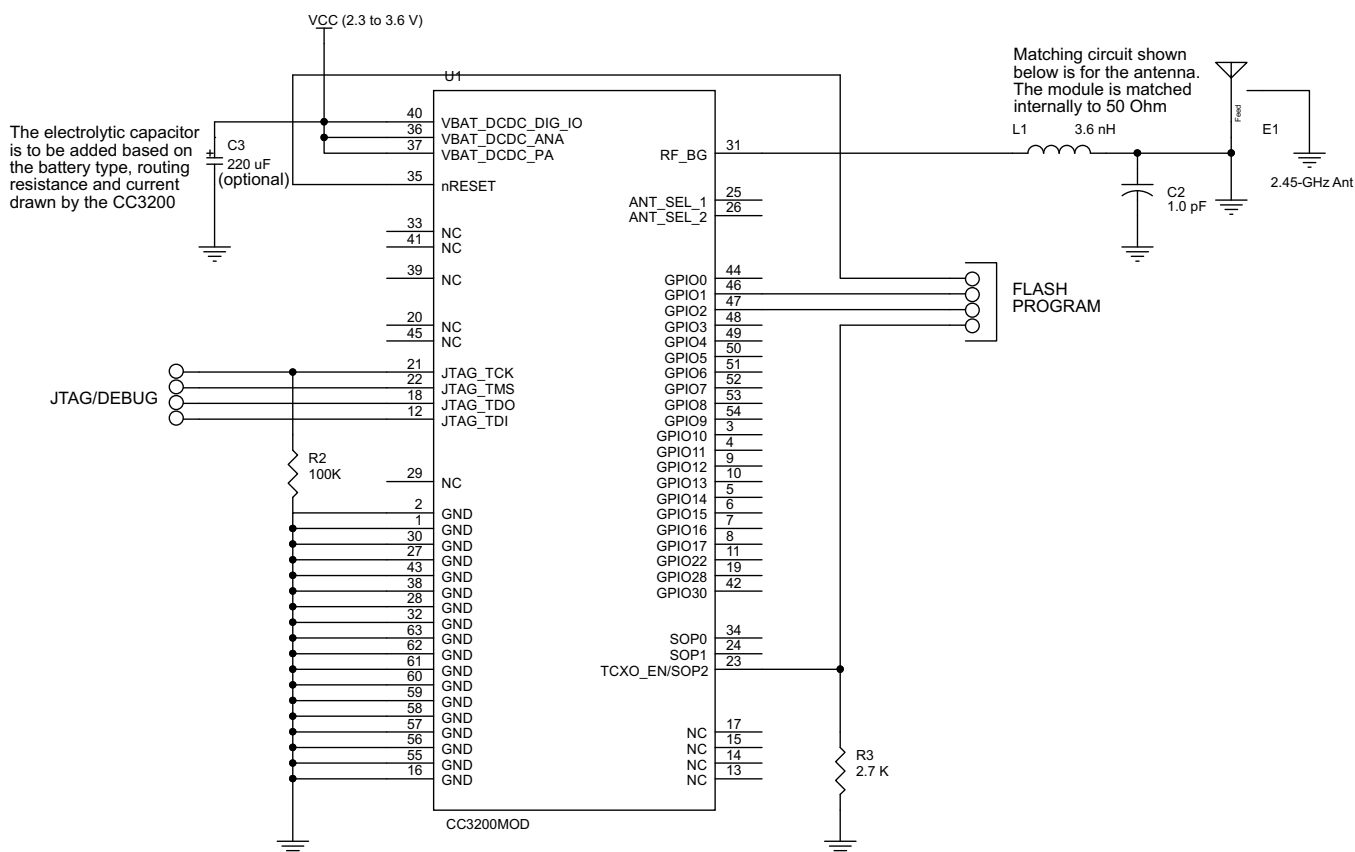 VCC (2.3 to 3.6 V)
The electrolytic capacitor
is to be added based on
the battery type, routing
resistance and current
drawn by the CC3200
C3
+
220 uF
(optional)
U1
40 VBAT_DCDC_DIG_IO
36 VBAT_DCDC_ANA
37 VBAT_DCDC_PA
35 nRESET
33 NC
41 NC
39 NC
20 NC
45 NC
JTAG/DEBUG
21 JTAG_TCK
22 JTAG_TMS
18 JTAG_TDO
12 JTAG_TDI
R2
100K
29 NC
2 GND
1 GND
30 GND
27 GND
43 GND
38 GND
28 GND
32 GND
63 GND
62 GND
61 GND
60 GND
59 GND
58 GND
57 GND
56 GND
55 GND
16 GND
CC3200MOD
RF_BG 31
ANT_SEL_1 25
ANT_SEL_2 26
GPIO0 44
GPIO1 46
GPIO2 47
GPIO3 48
GPIO4 49
GPIO5 50
GPIO6 51
GPIO7 52
GPIO8 53
GPIO9 54
GPIO10 3
GPIO11 4
GPIO12 9
GPIO13 10
GPIO14 5
GPIO15 6
GPIO16 7
GPIO17 8
GPIO22 11
GPIO28 19
GPIO30 42
SOP0 34
SOP1 24
TCXO_EN/SOP2 23
NC 17
NC 15
NC 14
NC 13
R3
2.7 K
Matching circuit shown
below is for the antenna.
The module is matched
internally to 50 Ohm
L1 3.6 nH
C2
1.0 pF
Feed
E1
2.45-GHz Ant
FLASH
PROGRAM